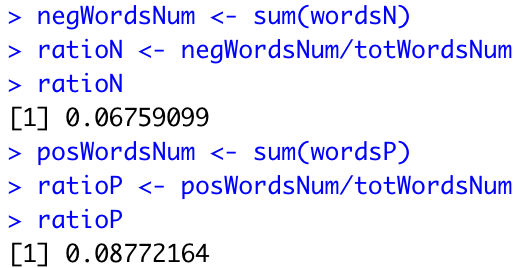 > negWordsNum <- sum(wordsN)
> ratioN <- negWordsNum/totWordsNum
> ratioN
[1] 0.06759099
> posWordsNum <- sum(wordsP)
> ratioP <- posWordsNum/totWordsNum
> ratioP
[1] 0.08772164